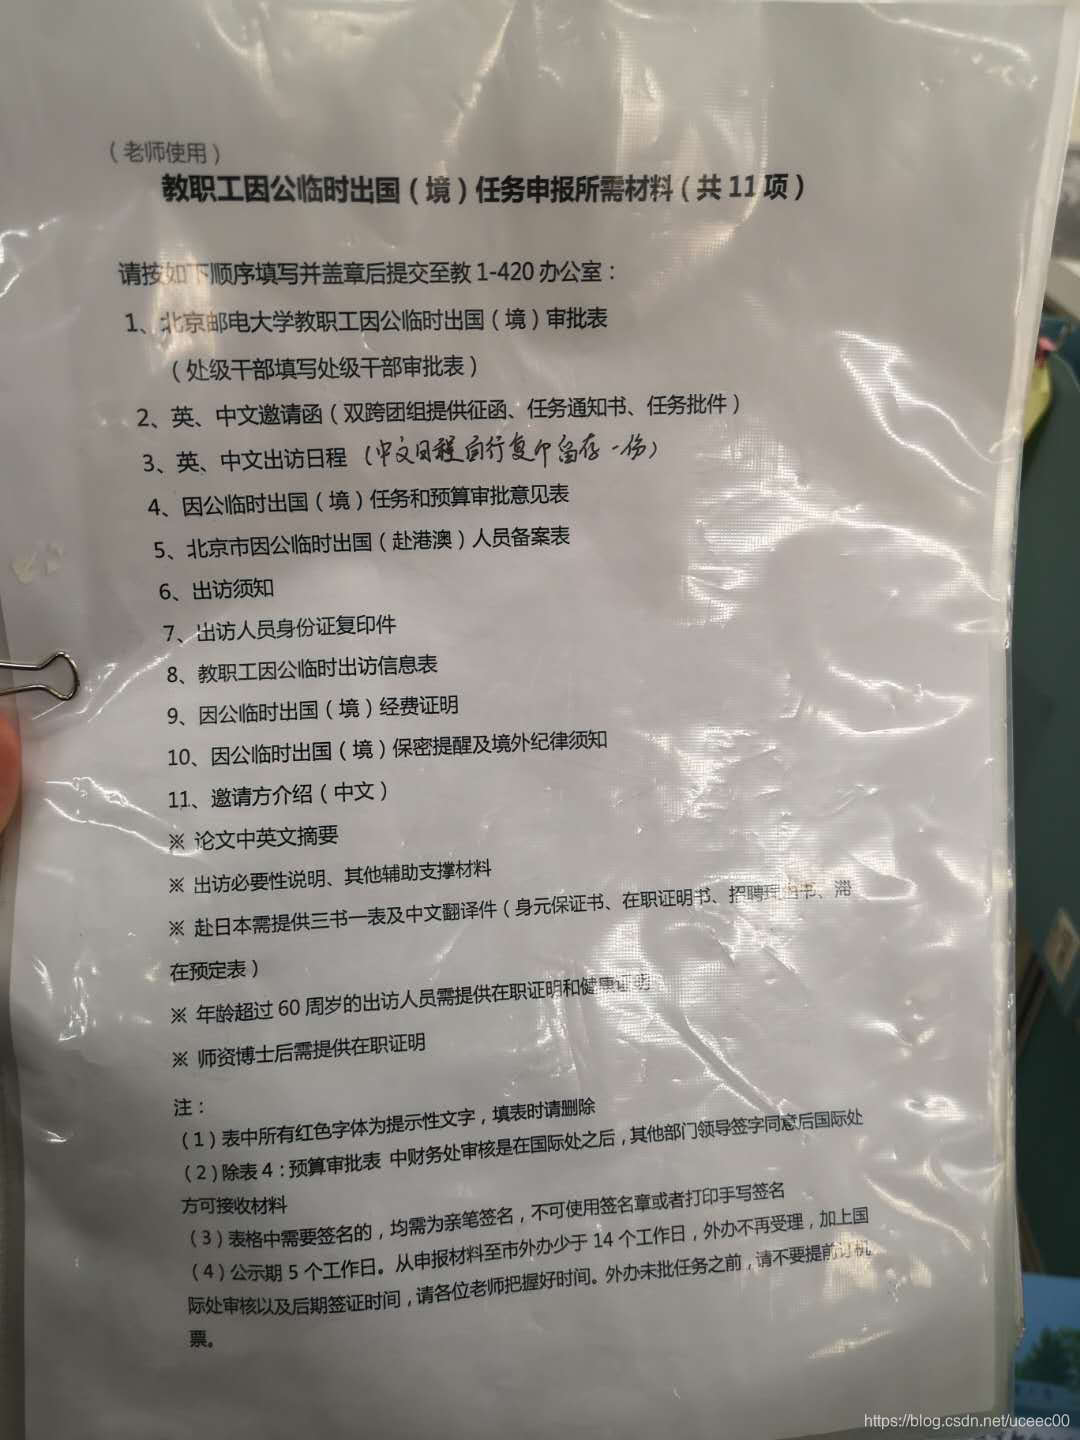 （老师使用）
教职工因公临时出国（境）任务申报所需材料（共11项）
请按如下顺序填写并盖章后提交至教1-420办公室：
1、北京邮电大学教职工因公临时出国（境）审批表
（处级干部填写处级干部审批表）
2、英、中文邀请函（双跨团组提供征函、任务通知书、任务批件）
3、英、中文出访日程（中文日程自行复印留存一份）
4、因公临时出国（境）任务和预算审批意见表
5、北京市因公临时出国（赴港澳）人员备案表
6、出访须知
7、出访人员身份证复印件
8、教职工因公临时出访信息表
9、因公临时出国（境）经费证明
10、因公临时出国（境）保密提醒及境外纪律须知
11、邀请方介绍（中文）
※ 论文中英文摘要
※ 出访必要性说明、其他辅助支撑材料
※ 赴日本需提供三书一表及中文翻译件（身元保证书、在职证明书、招聘理由书、滞
在预定表）
※ 年龄超过60周岁的出访人员需提供在职证明和健康证明
※ 师资博士后需提供在职证明
注：
（1）表中所有红色字体为提示性文字，填表时请删除
（2）除表4：预算审批表 中财务处审核是在国际处之后，其他部门领导签字同意后国际处
方可接收材料
（3）表格中需要签名的，均需为亲笔签名，不可使用签名章或者打印手写签名
（4）公示期5个工作日。从申报材料至市外办少于14个工作日，外办不再受理，加上国
际处审核以及后期签证时间，请各位老师把握好时间。外办未批任务之前，请不要提前订机
票。
https://blog.csdn.net/uceec00